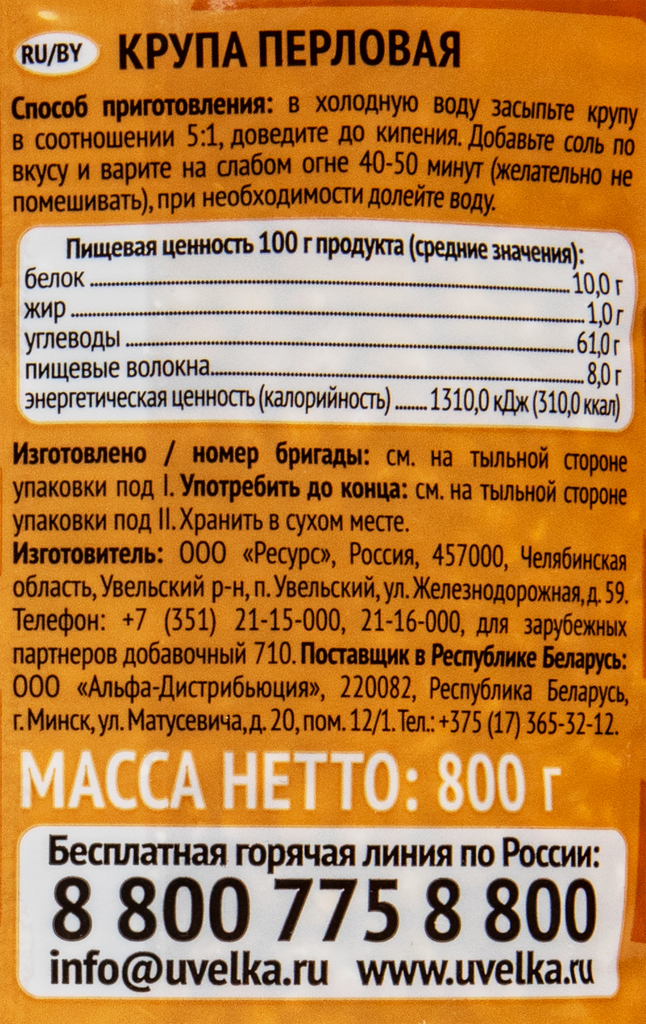 RU/BY КРУПА ПЕРЛОВАЯ
Способ приготовления: в холодную воду засыпьте крупу
в соотношении 5:1, доведите до кипения. Добавьте соль по
вкусу и варите на слабом огне 40-50 минут (желательно не
помешивать), при необходимости долейте воду.
Пищевая ценность 100 г продукта (средние значения):
белок ........ 10,0 г
жир ........ 1,0 г
углеводы ........ 61,0 г
пищевые волокна........ 8,0 г
энергетическая ценность (калорийность) ........ 1310,0 кДж (310,0 ккал)
Изготовлено / номер бригады: см. на тыльной стороне
упаковки под I. Употребить до конца: см. на тыльной стороне
упаковки под II. Хранить в сухом месте.
Изготовитель: ООО «Ресурс», Россия, 457000, Челябинская
область, Увельский р-н, п. Увельский, ул. Железнодорожная, д. 59.
Телефон: +7 (351) 21-15-000, 21-16-000, для зарубежных
партнеров добавочный 710. Поставщик в Республике Беларусь:
ООО «Альфа-Дистрибьюция», 220082, Республика Беларусь,
г. Минск, ул. Матусевича, д. 20, пом. 12/1. Тел.: +375 (17) 365-32-12.
МАССА НЕТТО: 800 г
Бесплатная горячая линия по России:
8 800 775 8 800
info@uvelka.ru www.uvelka.ru